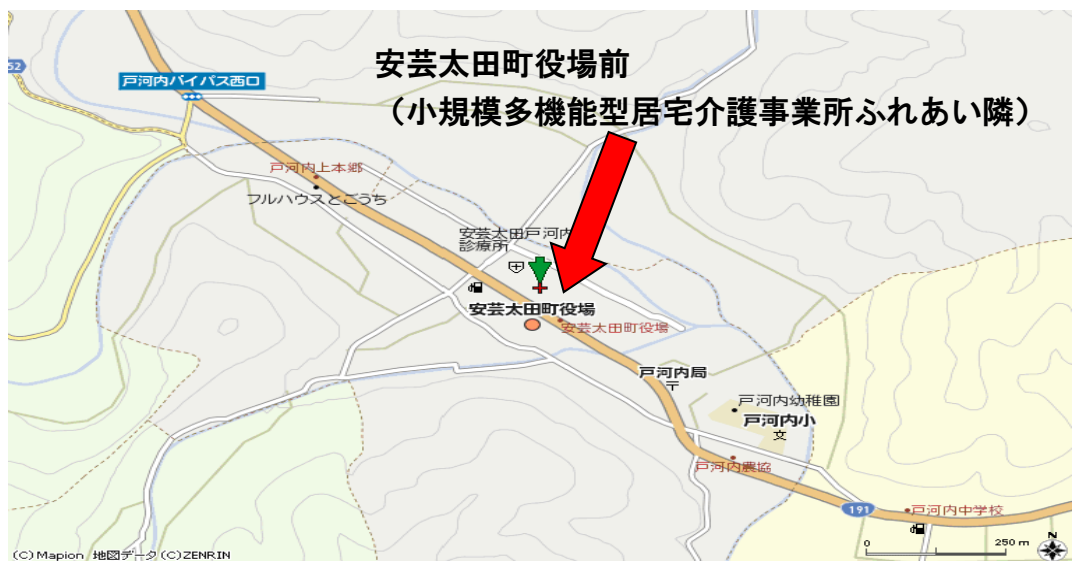 安芸太田町役場前
（小規模多機能型居宅介護事業所ふれあい隣）
52
戸河内バイパス西口
戸河内上本郷
フルハウスとごうち
安芸太田戸河内
診療所
安芸太田町役場
安芸太田町役場
戸河内局
〒
戸河内幼稚園
戸河内小
文
戸河内農協
191
戸河内中学校
0 250 m
N
(C) Mapion 地図データ (C)ZENRIN